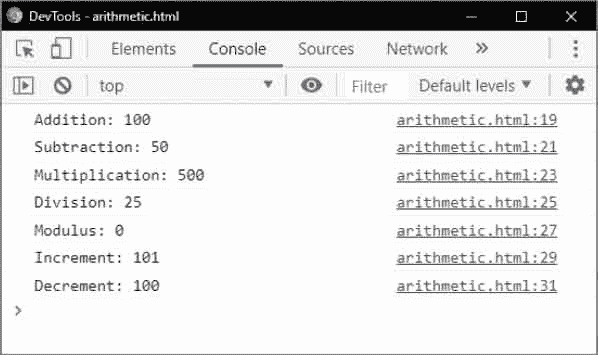 DevTools - arithmetic.html
Elements Console Sources Network »
top Filter Default levels
Addition: 100 arithmetic.html:19
Subtraction: 50 arithmetic.html:21
Multiplication: 500 arithmetic.html:23
Division: 25 arithmetic.html:25
Modulus: 0 arithmetic.html:27
Increment: 101 arithmetic.html:29
Decrement: 100 arithmetic.html:31
>